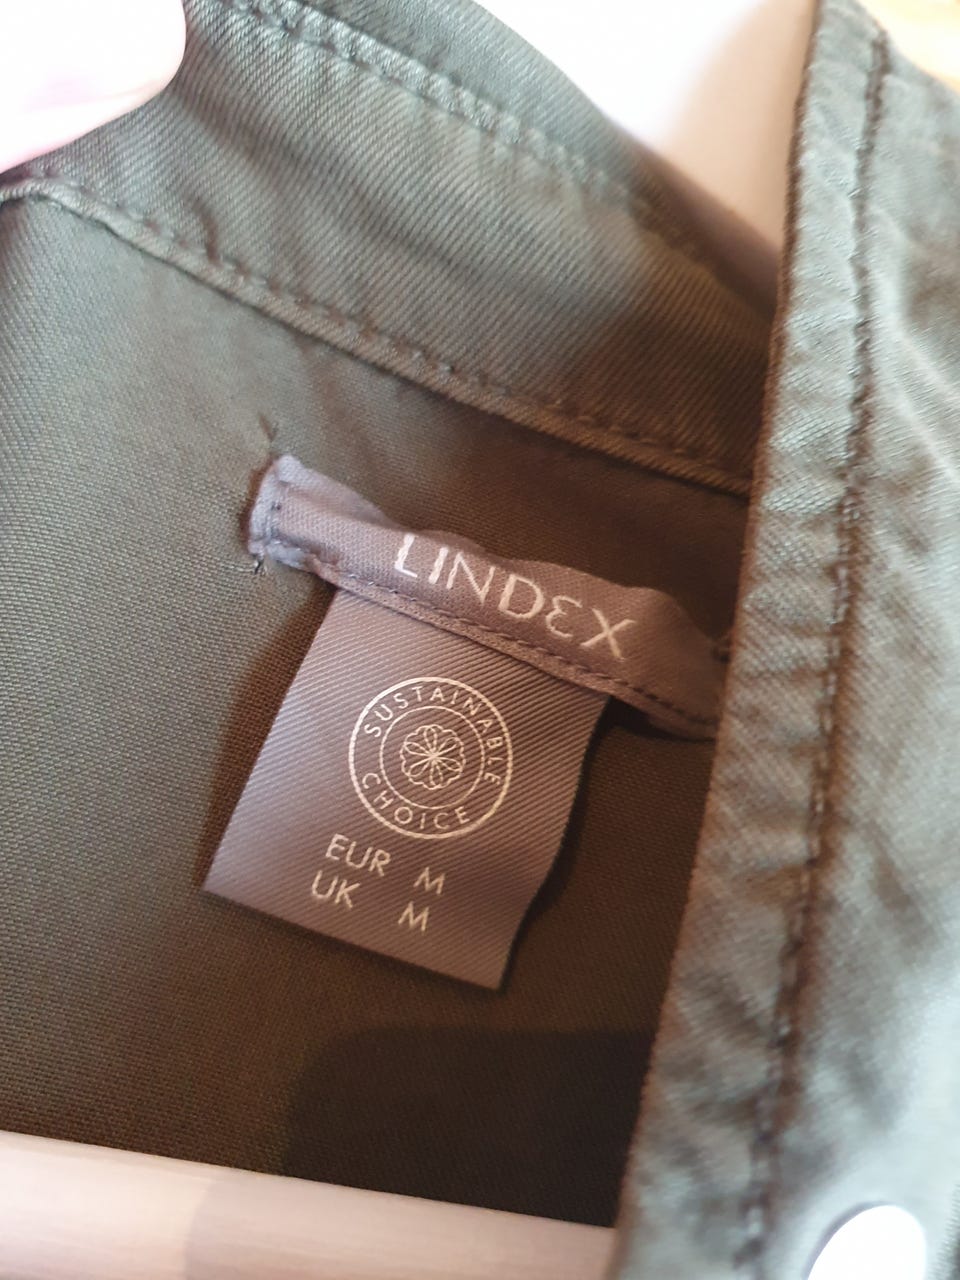 LINDEX
SUSTAINABLE
CHOICE
EUR M
UK M